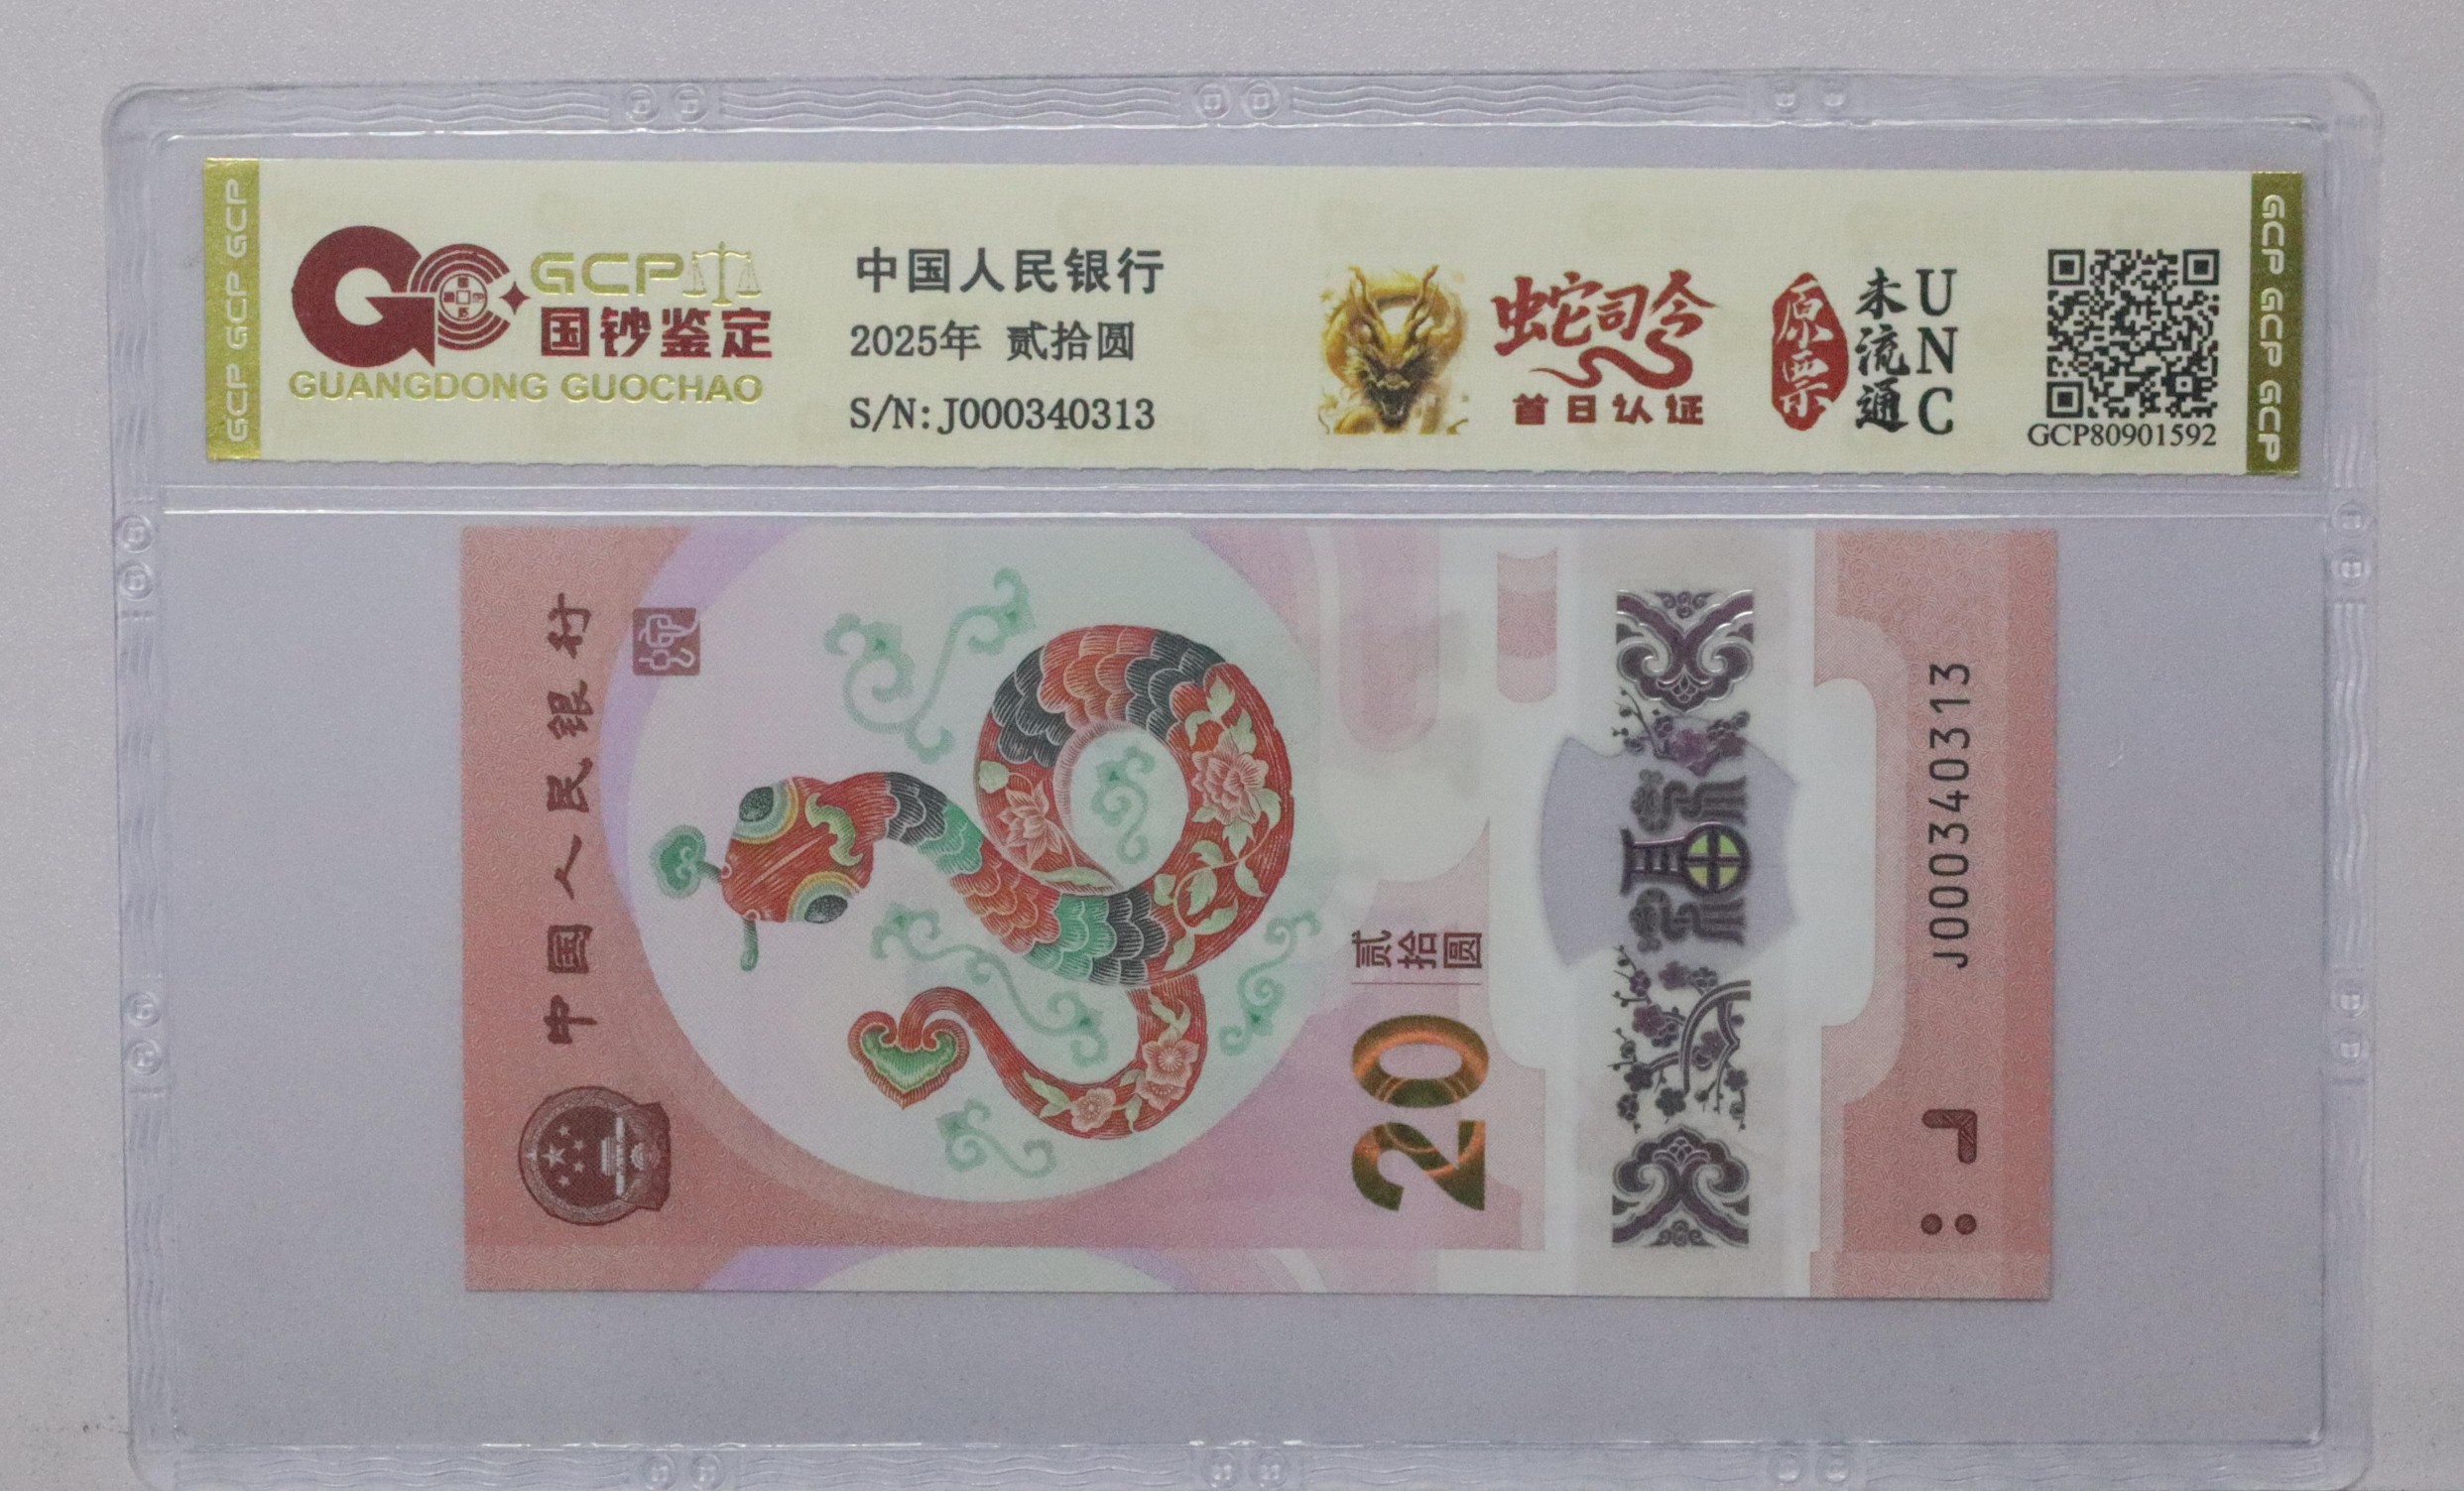 GCP GCP GCP
GCP
国钞鉴定
GUANGDONG GUOCHAO
中国人民银行
2025年 贰拾圆
S/N:J000340313
蛇司令
首日认证
原票
未流通
UNC
GCP80901592
GCP GCP GCP
中国人民银行
贰拾圆
20
福
J000340313